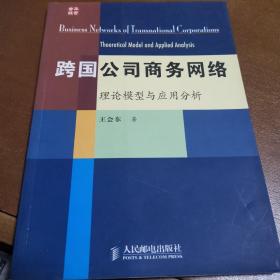 Business Networks of Transnational Corporations
Theoretical Model and Applied Analysis
跨国公司商务网络
理论模型与应用分析
王会东 著
人民邮电出版社
POSTS & TELECOM PRESS